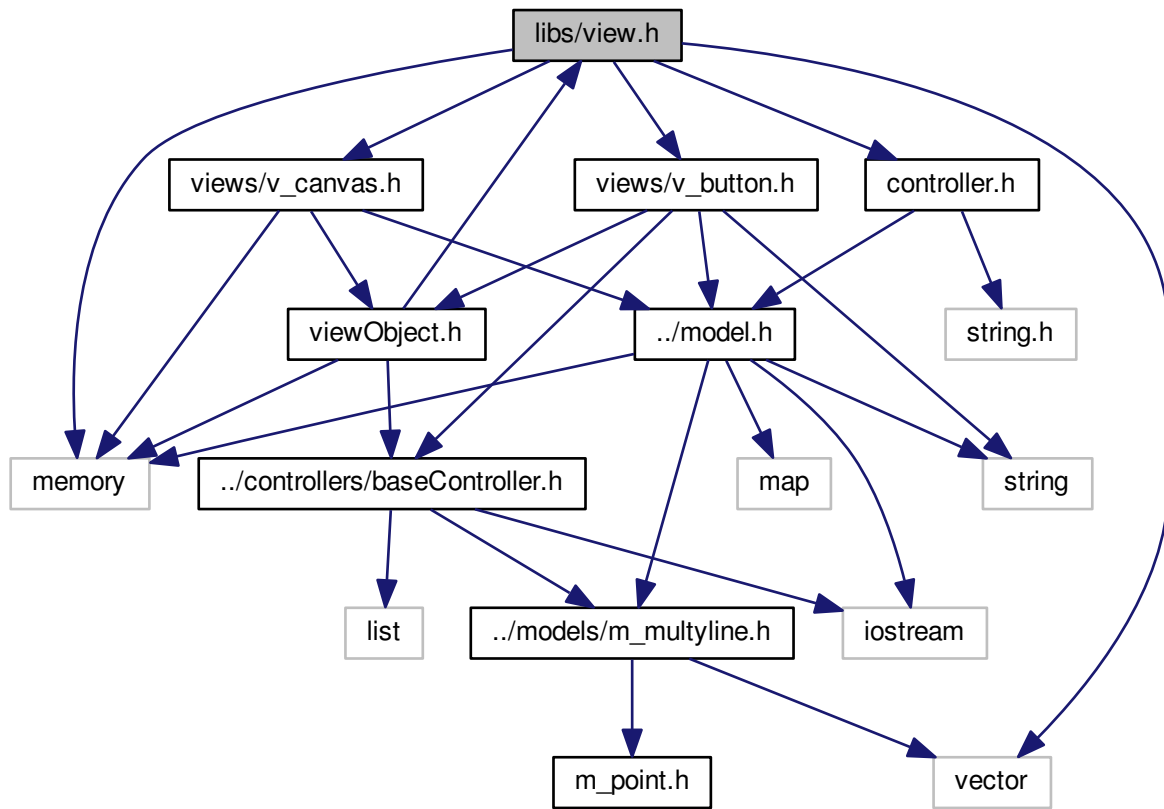 libs/view.h
views/v_canvas.h
views/v_button.h
controller.h
viewObject.h
../model.h
string.h
memory
../controllers/baseController.h
map
string
list
../models/m_multyline.h
iostream
m_point.h
vector